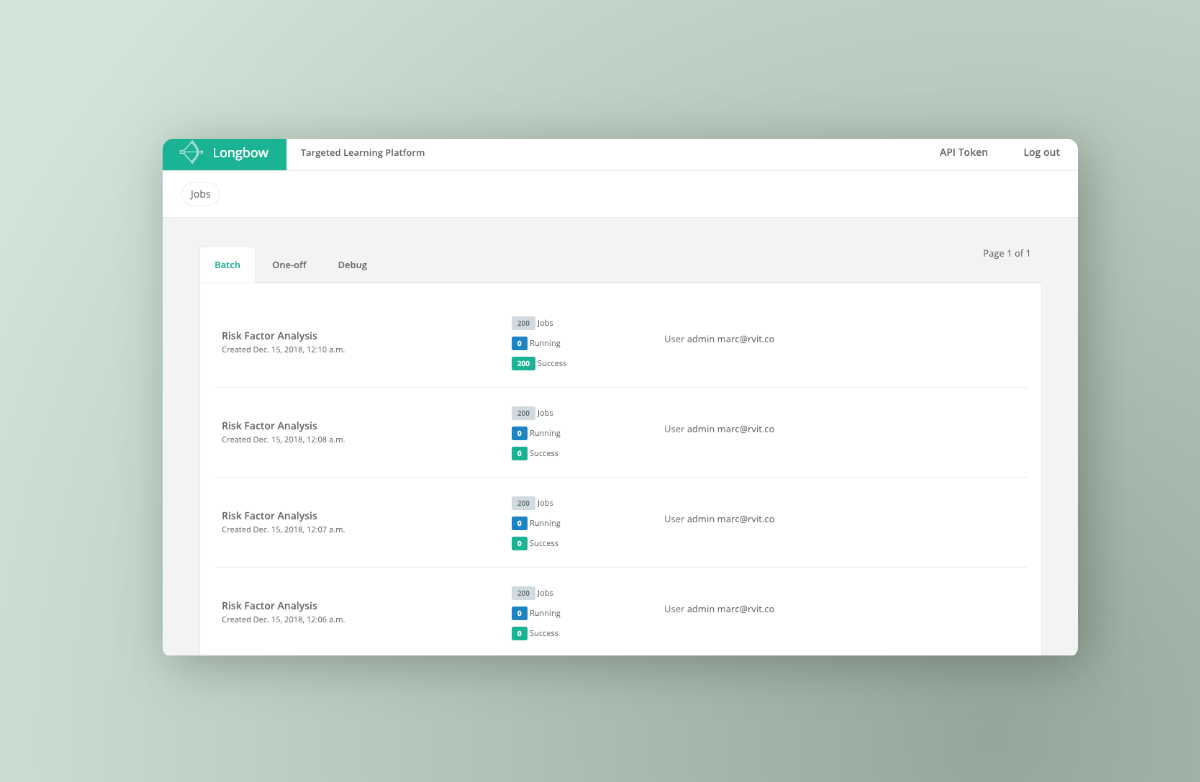 Longbow
Targeted Learning Platform
API Token
Log out
Jobs
Batch
One-off
Debug
Page 1 of 1
Risk Factor Analysis
Created Dec. 15, 2018, 12:10 a.m.
200 Jobs
0 Running
200 Success
User admin marc@rvit.co
Risk Factor Analysis
Created Dec. 15, 2018, 12:08 a.m.
200 Jobs
0 Running
0 Success
User admin marc@rvit.co
Risk Factor Analysis
Created Dec. 15, 2018, 12:07 a.m.
200 Jobs
0 Running
0 Success
User admin marc@rvit.co
Risk Factor Analysis
Created Dec. 15, 2018, 12:06 a.m.
200 Jobs
0 Running
0 Success
User admin marc@rvit.co